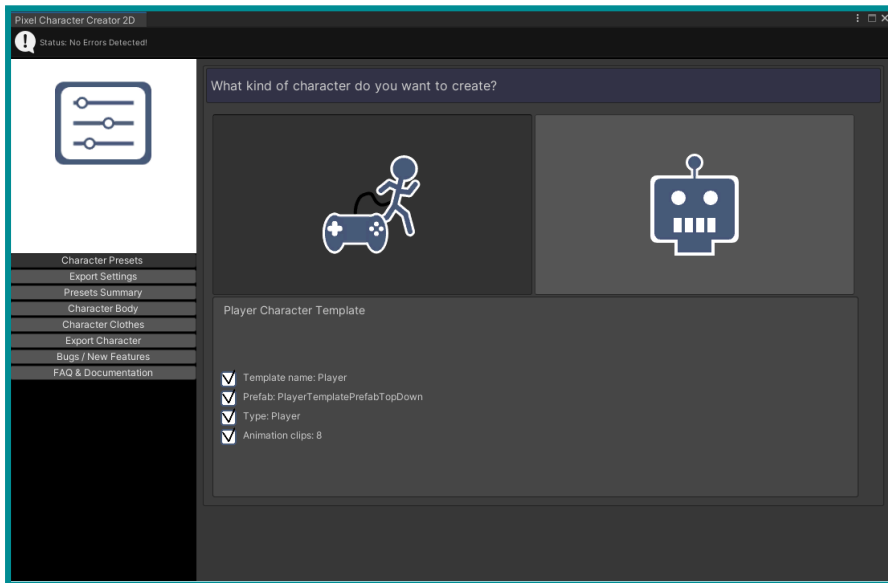 Pixel Character Creator 2D
Status: No Errors Detected!
What kind of character do you want to create?
Character Presets
Export Settings
Presets Summary
Character Body
Character Clothes
Export Character
Bugs / New Features
FAQ & Documentation
Player Character Template
Template name: Player
Prefab: PlayerTemplatePrefabTopDown
Type: Player
Animation clips: 8